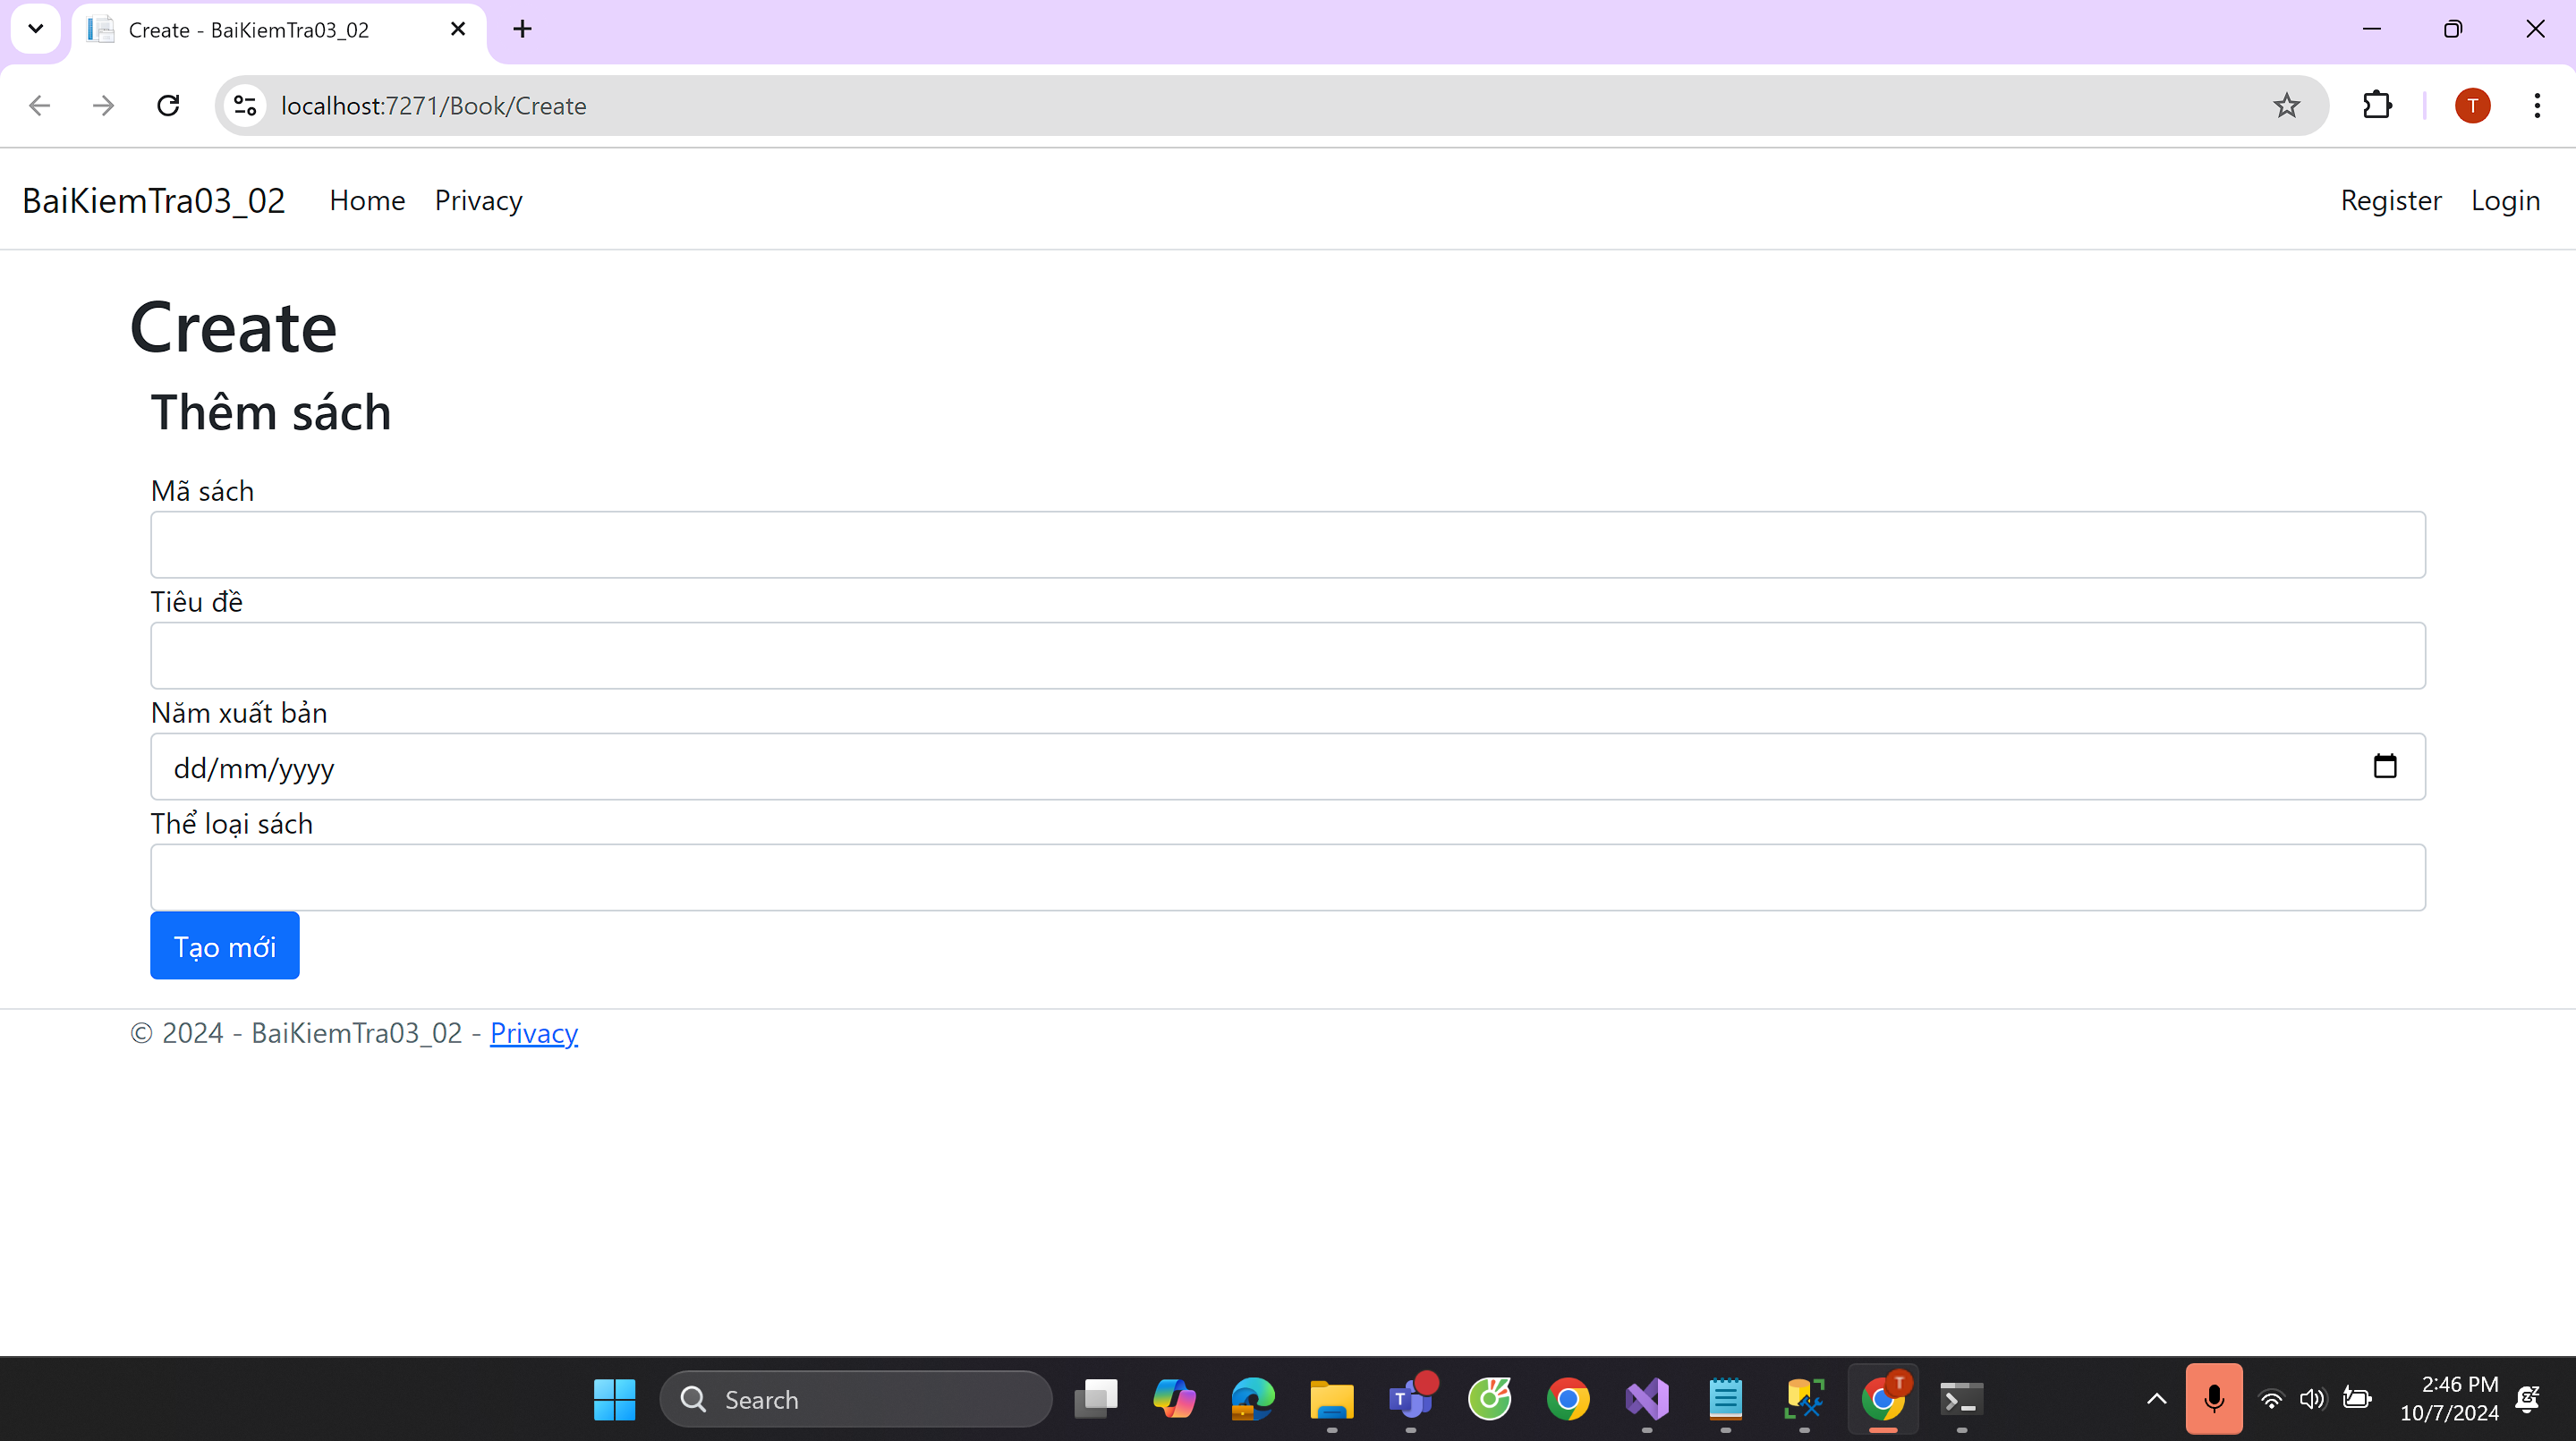 Create - BaiKiemTra03_02
localhost:7271/Book/Create
T
BaiKiemTra03_02 Home Privacy Register Login
Create
Thêm sách
Mã sách
Tiêu đề
Năm xuất bản
dd/mm/yyyy
Thể loại sách
Tạo mới
© 2024 - BaiKiemTra03_02 - Privacy
Search
T
T
2:46 PM
10/7/2024